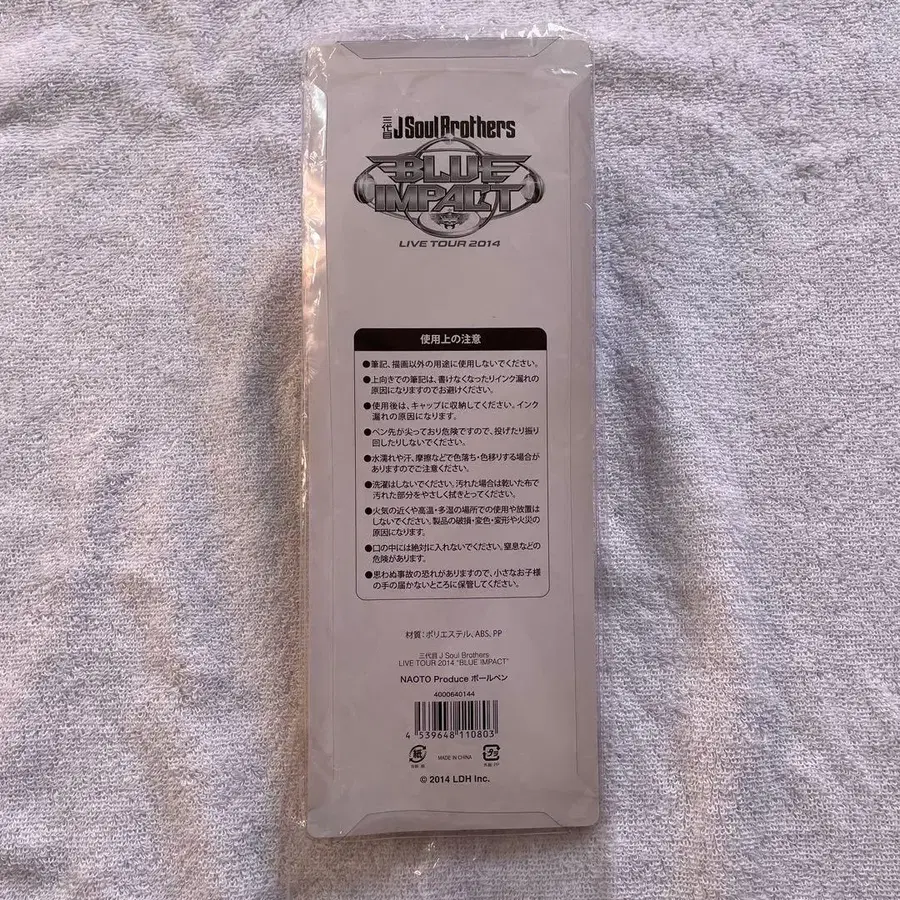 三代目 J Soul Brothers
BLUE
IMPACT
LIVE TOUR 2014
使用上の注意
●筆記、描画以外の用途に使用しないでください。
●上向きでの筆記は、書けなくなったりインク漏れの
原因になりますのでお避けください。
●使用後は、キャップに収納してください。インク
漏れの原因になります。
●ペン先が尖っており危険ですので、投げたり振り
回したりしないでください。
●水濡れや汗、摩擦などで色落ち・色移りする場合が
ありますのでご注意ください。
●洗濯はしないでください。汚れた場合は乾いた布で
汚れた部分をやさしく拭きとってください。
●火気の近くや高温・多湿の場所での使用や放置は
しないでください。製品の破損・変色・変形や火災の
原因になります。
●口の中には絶対に入れないでください。窒息などの
危険があります。
●思わぬ事故の恐れがありますので、小さなお子様
の手の届かないところに保管してください。
材質：ポリエステル、ABS、PP
三代目 J Soul Brothers
LIVE TOUR 2014 "BLUE IMPACT"
NAOTO Produce ボールペン
4000640144
4 539648 110803
紙 MADE IN CHINA プラ
© 2014 LDH Inc.